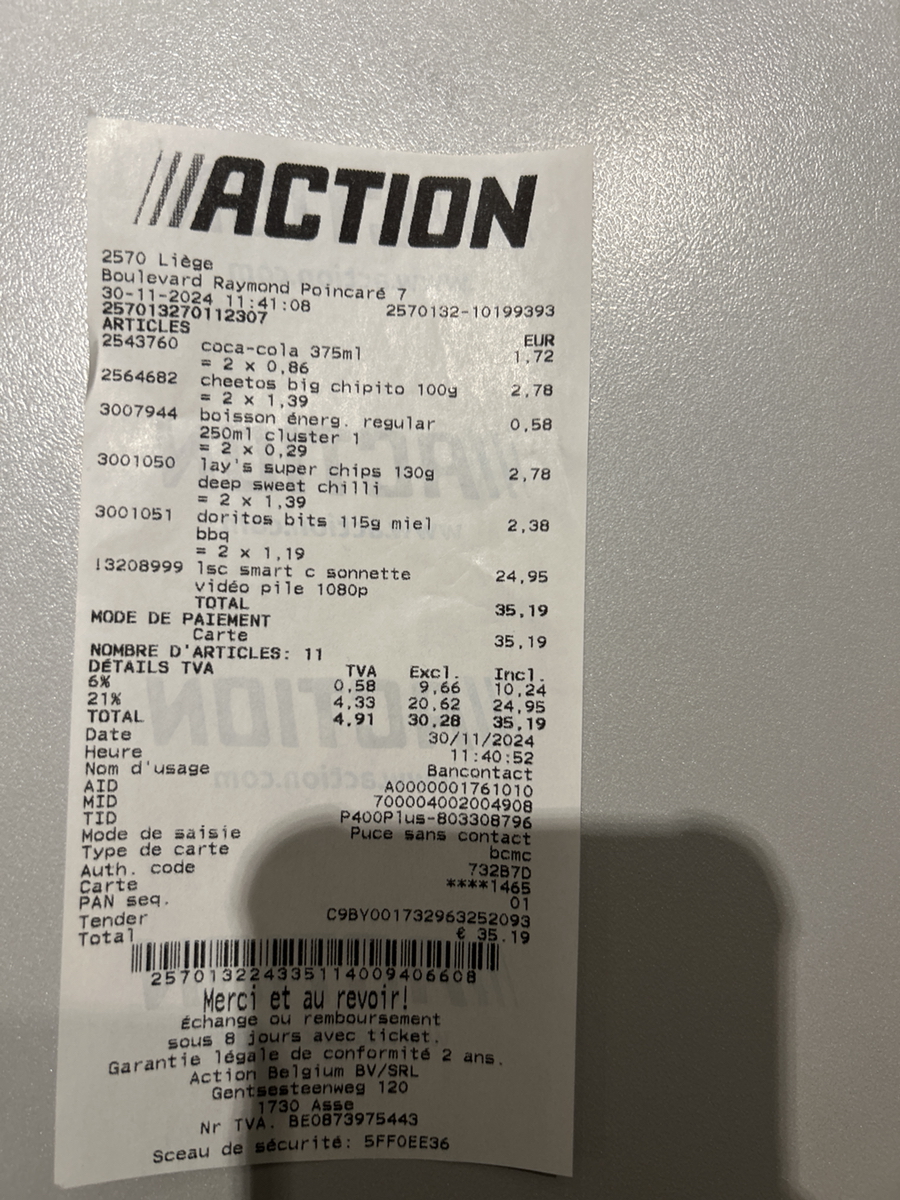 ///ACTION
2570 Liège
Boulevard Raymond Poincaré 7
30-11-2024 11:41:08 2570132-10199393
257013270112307
ARTICLES EUR
2543760 coca-cola 375ml 1,72
= 2 x 0,86
2564682 cheetos big chipito 100g 2,78
= 2 x 1,39
3007944 boisson énerg. regular 0,58
250ml cluster 1
= 2 x 0,29
3001050 lay's super chips 130g 2,78
deep sweet chilli
= 2 x 1,39
3001051 doritos bits 115g miel 2,38
bbq
= 2 x 1,19
!3208999 lsc smart c sonnette 24,95
vidéo pile 1080p
TOTAL 35,19
MODE DE PAIEMENT
Carte 35,19
NOMBRE D'ARTICLES: 11
DÉTAILS TVA TVA Excl. Incl.
6% 0,58 9,66 10,24
21% 4,33 20,62 24,95
TOTAL 4,91 30,28 35,19
Date 30/11/2024
Heure 11:40:52
Nom d'usage Bancontact
AID A0000001761010
MID 700004002004908
TID P400Plus-803308796
Mode de saisie Puce sans contact
Type de carte bcmc
Auth. code 732B7D
Carte ****1465
PAN seq. 01
Tender C9BY001732963252093
Total € 35.19
257013224335114009406608
Merci et au revoir!
Échange ou remboursement
sous 8 jours avec ticket.
Garantie légale de conformité 2 ans.
Action Belgium BV/SRL
Gentsesteenweg 120
1730 Asse
Nr TVA. BE0873975443
Sceau de sécurité: 5FF0EE36